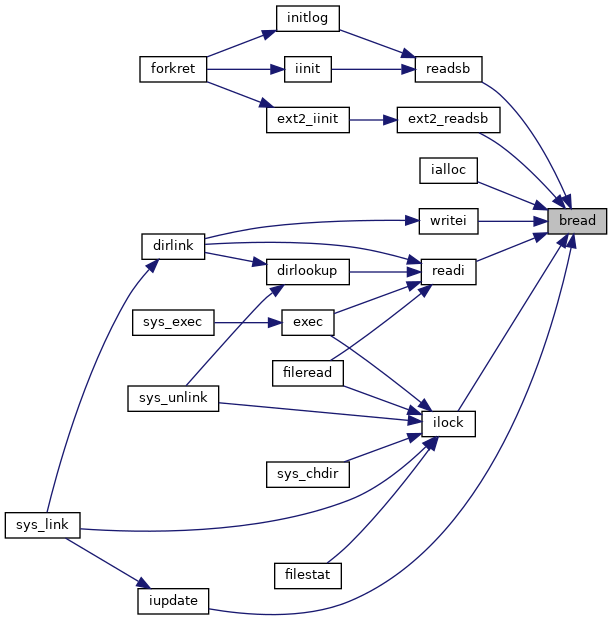 initlog
forkret
iinit
readsb
ext2_iinit
ext2_readsb
ialloc
bread
writei
dirlink
dirlookup
readi
sys_exec
exec
fileread
sys_unlink
ilock
sys_chdir
sys_link
filestat
iupdate